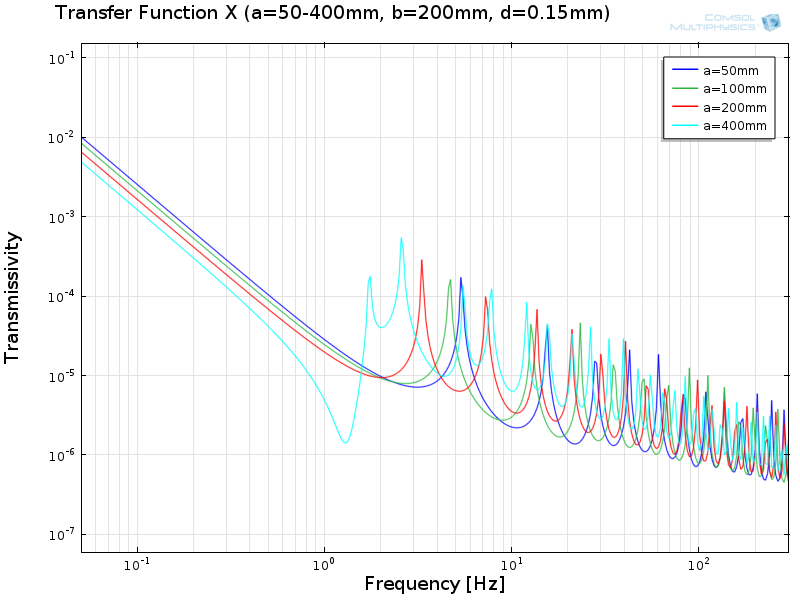 Transfer Function X (a=50-400mm, b=200mm, d=0.15mm)
COMSOL
MULTIPHYSICS
a=50mm
a=100mm
a=200mm
a=400mm
10⁻¹
10⁻²
10⁻³
10⁻⁴
10⁻⁵
10⁻⁶
10⁻⁷
Transmissivity
10⁻¹ 10⁰ 10¹ 10²
Frequency [Hz]